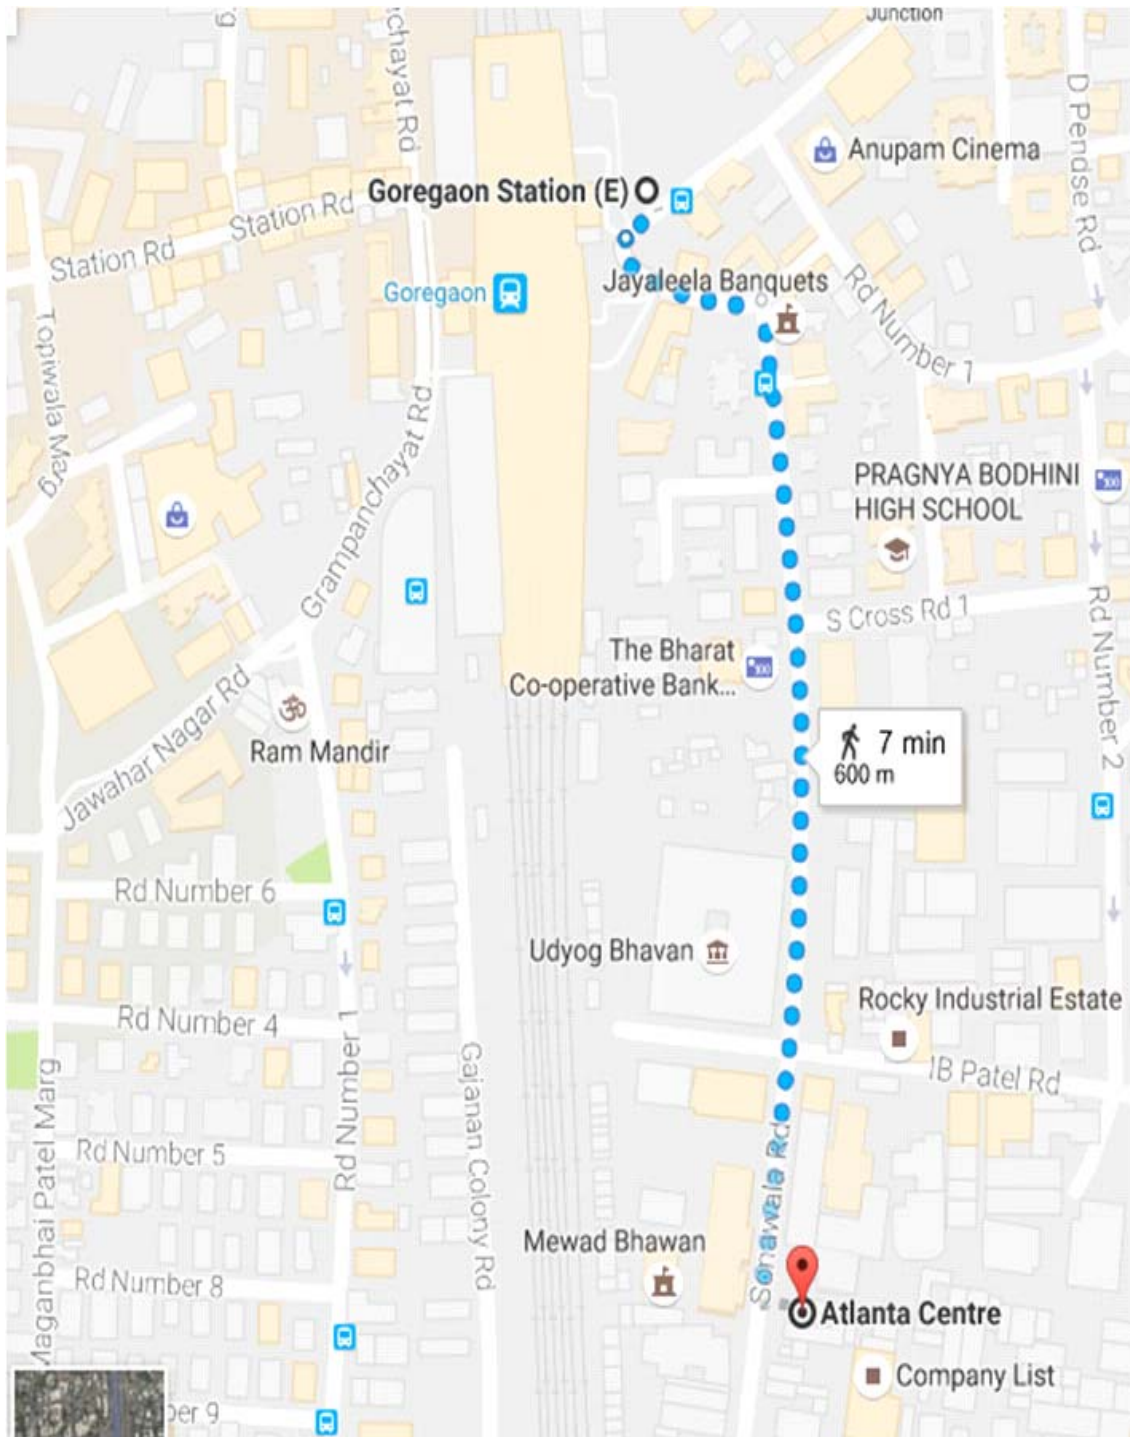 Junction
chayat Rd
D Pendse Rd
Anupam Cinema
Goregaon Station (E)
Station Rd
Station Rd
Goregaon
Jayaleela Banquets
Rd Number 1
Topiwala Marg
Grampanchayat Rd
PRAGNYA BODHINI
HIGH SCHOOL
S Cross Rd 1
Rd Number 2
The Bharat
Co-operative Bank...
Jawahar Nagar Rd
Ram Mandir
7 min
600 m
Rd Number 6
Udyog Bhavan
Rocky Industrial Estate
Rd Number 4
Rd Number 1
Gajanan Colony Rd
IB Patel Rd
Maganbhai Patel Marg
Rd Number 5
Sonawala Rd
Mewad Bhawan
Rd Number 8
Atlanta Centre
Company List
ber 9